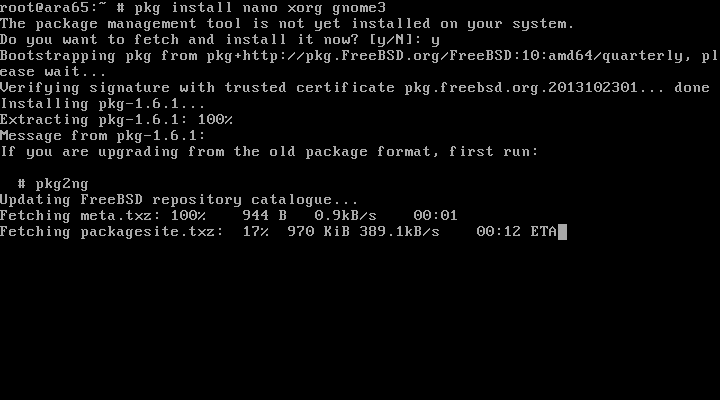 root@ara65:~ # pkg install nano xorg gnome3
The package management tool is not yet installed on your system.
Do you want to fetch and install it now? [y/N]: y
Bootstrapping pkg from pkg+http://pkg.FreeBSD.org/FreeBSD:10:amd64/quarterly, pl
ease wait...
Verifying signature with trusted certificate pkg.freebsd.org.2013102301... done
Installing pkg-1.6.1...
Extracting pkg-1.6.1: 100%
Message from pkg-1.6.1:
If you are upgrading from the old package format, first run:
  # pkg2ng
Updating FreeBSD repository catalogue...
Fetching meta.txz: 100%    944 B   0.9kB/s    00:01
Fetching packagesite.txz:  17%  970 KiB 389.1kB/s    00:12 ETA